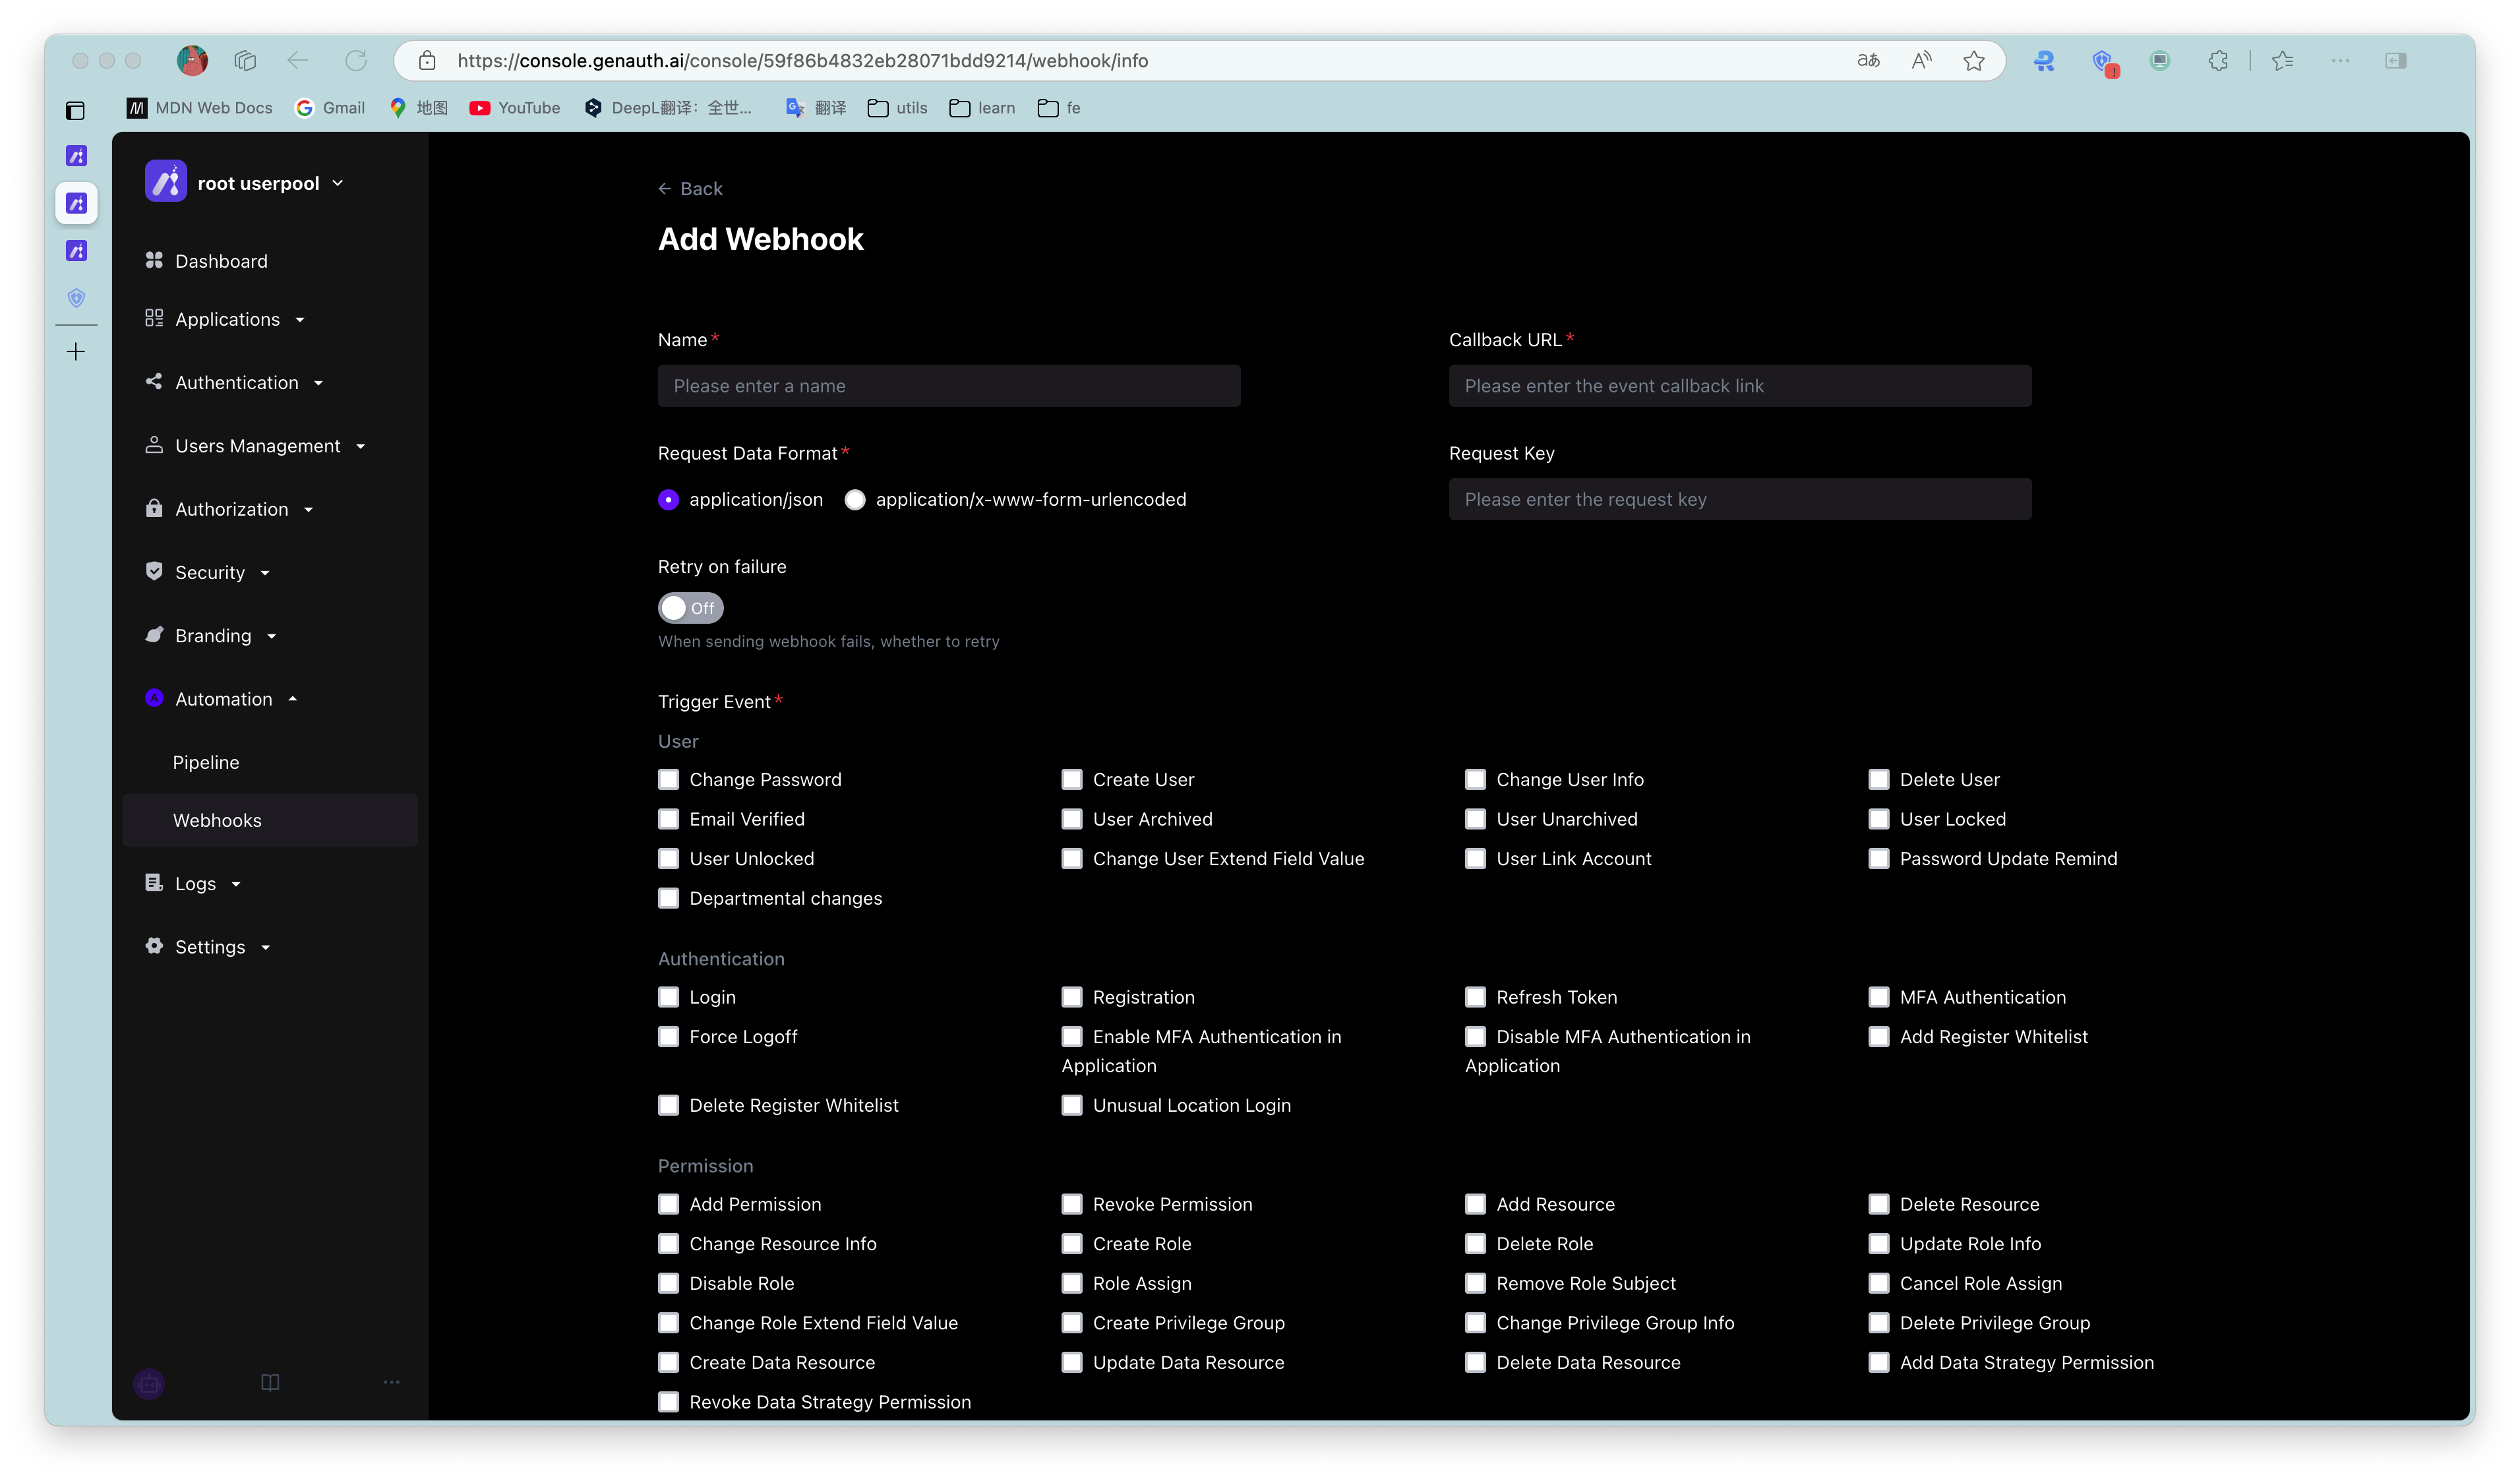 https://console.genauth.ai/console/59f86b4832eb28071bdd9214/webhook/info
MDN Web Docs Gmail 地图 YouTube DeepL翻译：全世... 翻译 utils learn fe
root userpool
Dashboard
Applications
Authentication
Users Management
Authorization
Security
Branding
Automation
Pipeline
Webhooks
Logs
Settings
Back
Add Webhook
Name* Callback URL*
Please enter a name Please enter the event callback link
Request Data Format* Request Key
application/json application/x-www-form-urlencoded Please enter the request key
Retry on failure
Off
When sending webhook fails, whether to retry
Trigger Event*
User
Change Password Create User Change User Info Delete User
Email Verified User Archived User Unarchived User Locked
User Unlocked Change User Extend Field Value User Link Account Password Update Remind
Departmental changes
Authentication
Login Registration Refresh Token MFA Authentication
Force Logoff Enable MFA Authentication in Application Disable MFA Authentication in Application Add Register Whitelist
Delete Register Whitelist Unusual Location Login
Permission
Add Permission Revoke Permission Add Resource Delete Resource
Change Resource Info Create Role Delete Role Update Role Info
Disable Role Role Assign Remove Role Subject Cancel Role Assign
Change Role Extend Field Value Create Privilege Group Change Privilege Group Info Delete Privilege Group
Create Data Resource Update Data Resource Delete Data Resource Add Data Strategy Permission
Revoke Data Strategy Permission